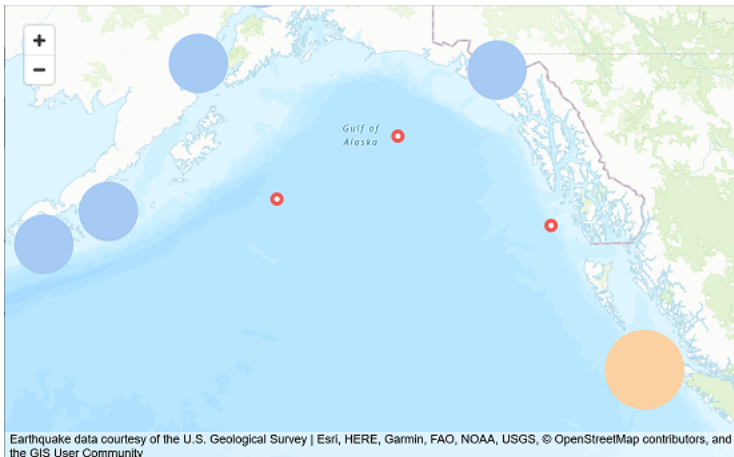 +
−
Gulf of
Alaska
Earthquake data courtesy of the U.S. Geological Survey | Esri, HERE, Garmin, FAO, NOAA, USGS, © OpenStreetMap contributors, and
the GIS User Community